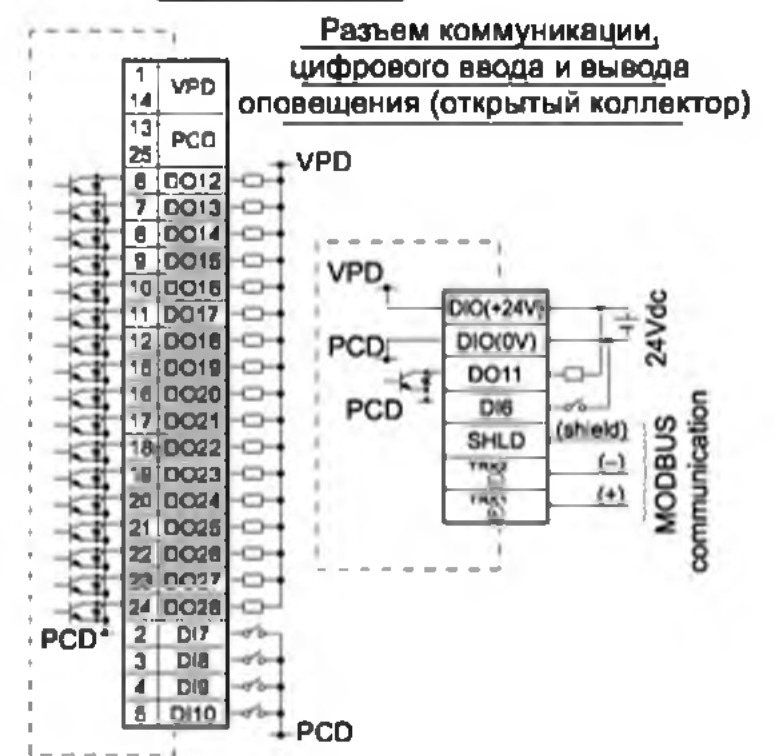 Разъем коммуникации,
цифрового ввода и вывода
оповещения (открытый коллектор)
1
14 VPD
13
25 PCD
VPD
6 DO12
7 DO13
8 DO14
9 DO15
10 DO16
11 DO17
12 DO18
15 DO19
16 DO20
17 DO21
18 DO22
19 DO23
20 DO24
21 DO25
22 DO26
23 DO27
24 DO28
PCD
2 DI7
3 DI8
4 DI9
5 DI10
PCD
VPD
DIO(+24V)
PCD
DIO(0V)
24Vdc
PCD
DO11
DI6
SHLD
(shield)
TRX2
(–)
TRX1
(+)
MODBUS
communication